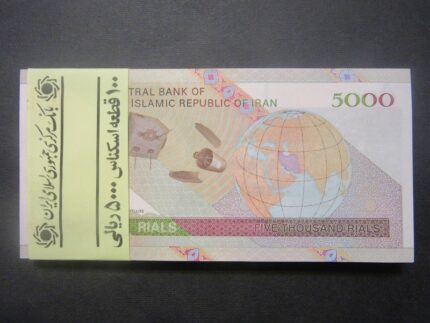 بانک مرکزی جمهوری اسلامی ایران
۱۰۰ قطعه اسکناس ۵۰۰۰ ریالی
TRAL BANK OF
ISLAMIC REPUBLIC OF IRAN
5000
RIALS
FIVE THOUSAND RIALS